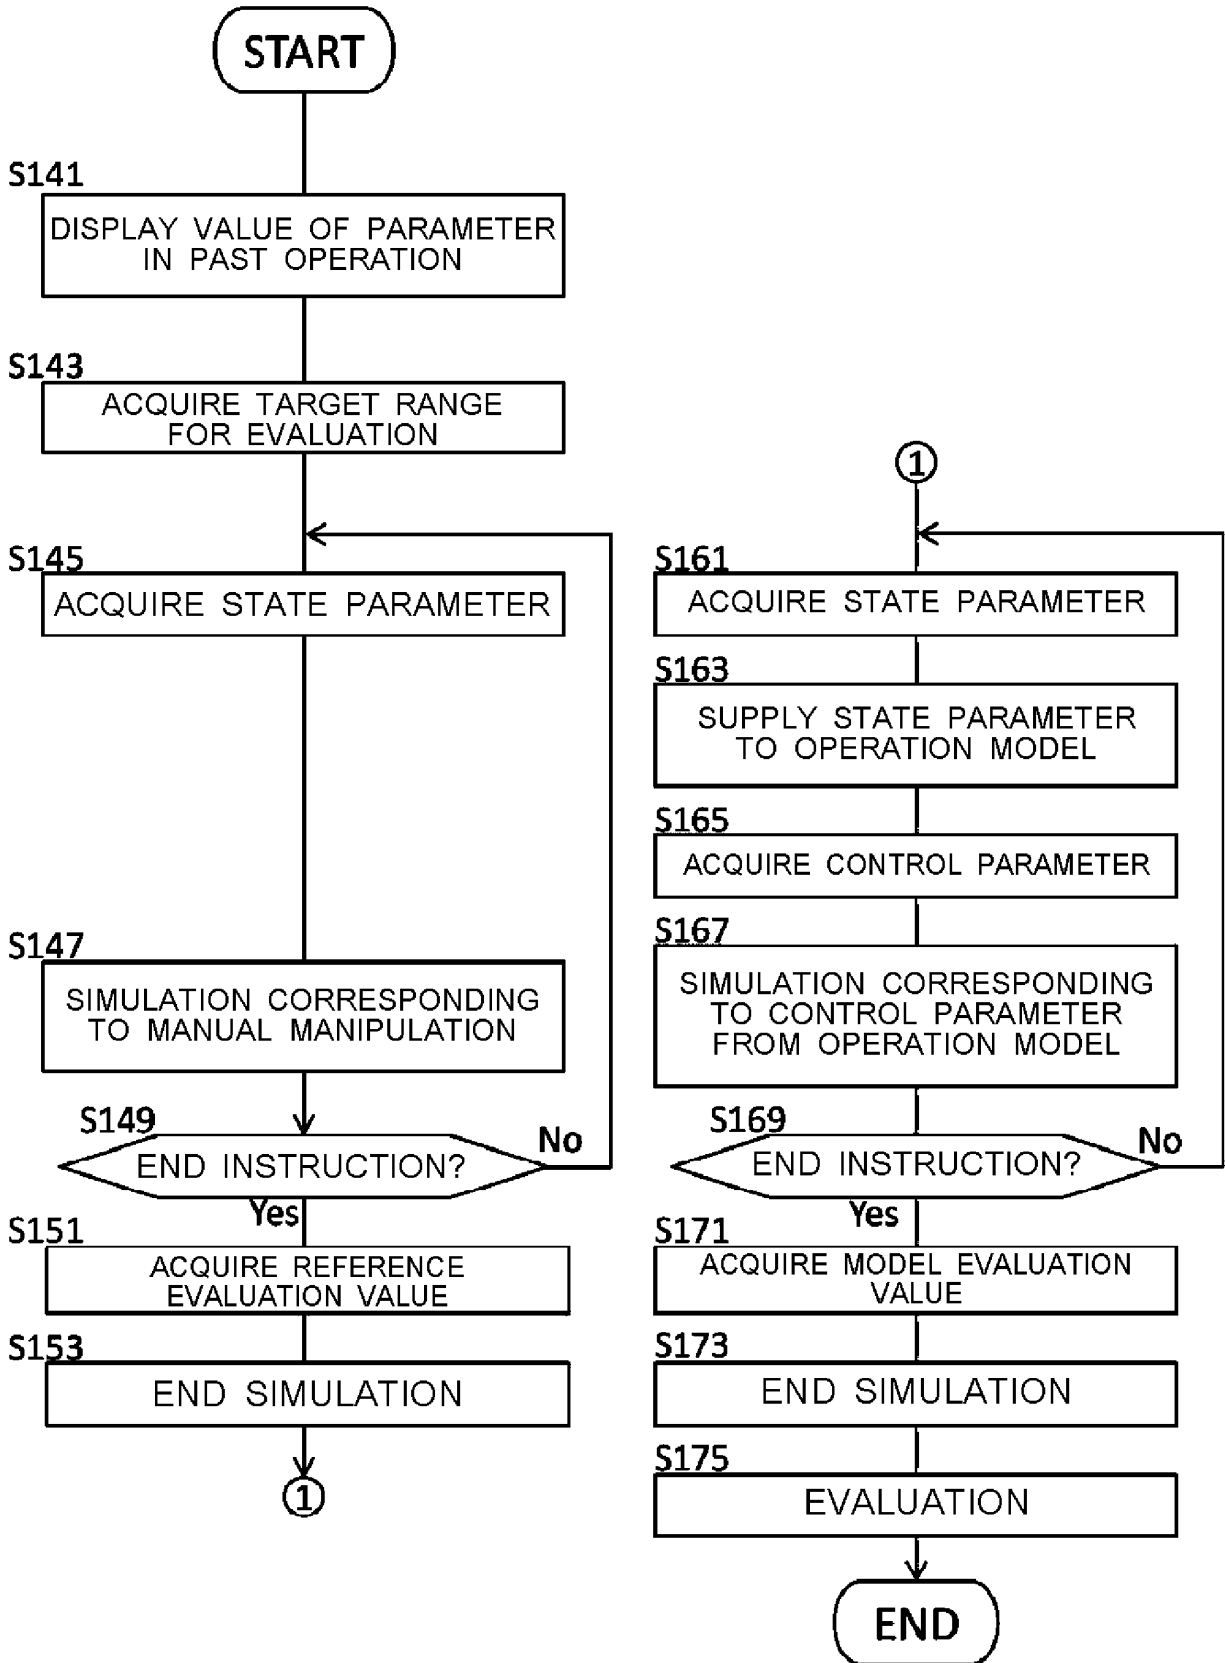 START
S141
DISPLAY VALUE OF PARAMETER
IN PAST OPERATION
S143
ACQUIRE TARGET RANGE
FOR EVALUATION
S145
ACQUIRE STATE PARAMETER
S147
SIMULATION CORRESPONDING
TO MANUAL MANIPULATION
S149
END INSTRUCTION?
No
Yes
S151
ACQUIRE REFERENCE
EVALUATION VALUE
S153
END SIMULATION
1
1
S161
ACQUIRE STATE PARAMETER
S163
SUPPLY STATE PARAMETER
TO OPERATION MODEL
S165
ACQUIRE CONTROL PARAMETER
S167
SIMULATION CORRESPONDING
TO CONTROL PARAMETER
FROM OPERATION MODEL
S169
END INSTRUCTION?
No
Yes
S171
ACQUIRE MODEL EVALUATION
VALUE
S173
END SIMULATION
S175
EVALUATION
END